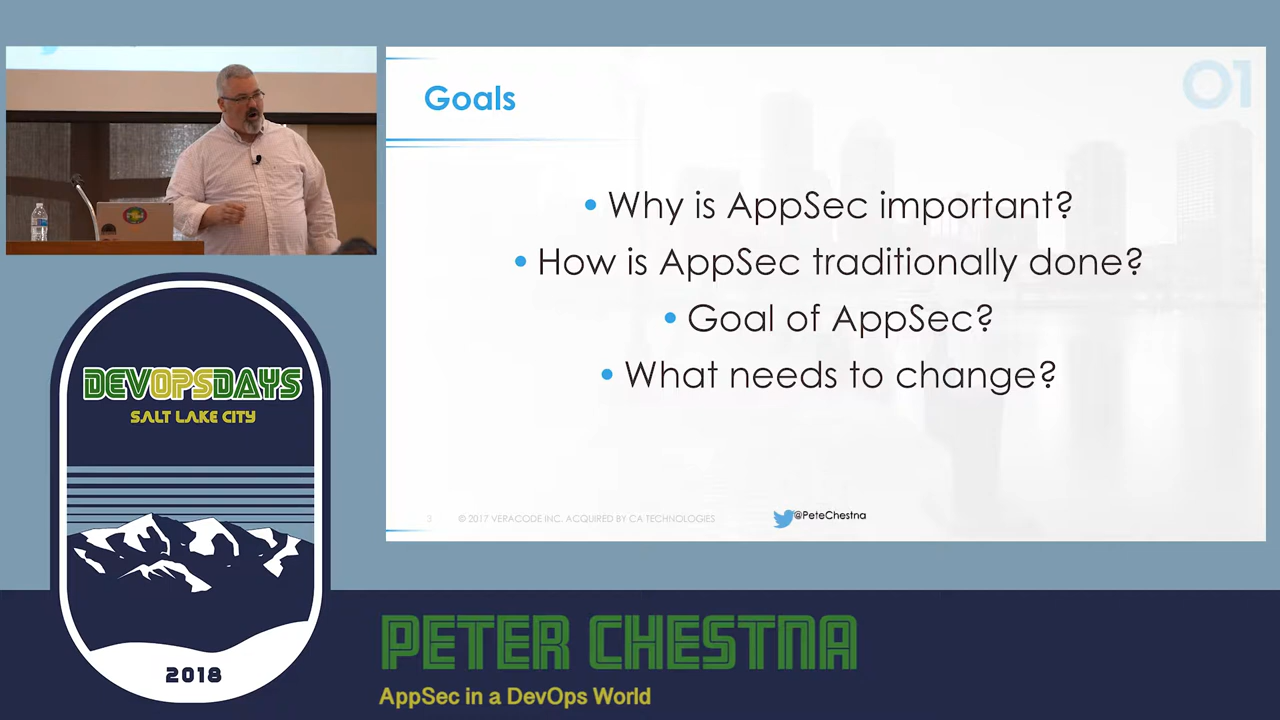 Goals
01
• Why is AppSec important?
• How is AppSec traditionally done?
• Goal of AppSec?
• What needs to change?
3
© 2017 VERACODE INC. ACQUIRED BY CA TECHNOLOGIES
@PeteChestna
DEVOPSDAYS
SALT LAKE CITY
2018
PETER CHESTNA
AppSec in a DevOps World